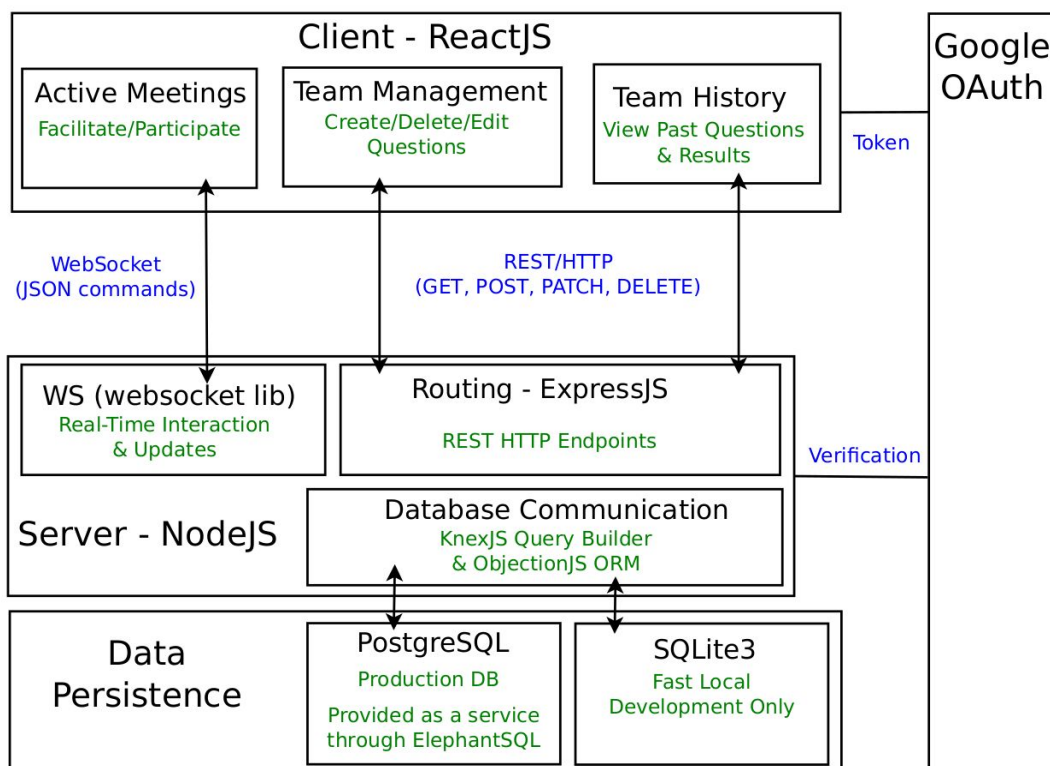 Client - ReactJS
Google
OAuth
Active Meetings
Facilitate/Participate
Team Management
Create/Delete/Edit
Questions
Team History
View Past Questions
& Results
Token
WebSocket
(JSON commands)
REST/HTTP
(GET, POST, PATCH, DELETE)
WS (websocket lib)
Real-Time Interaction
& Updates
Routing - ExpressJS
REST HTTP Endpoints
Verification
Server - NodeJS
Database Communication
KnexJS Query Builder
& ObjectionJS ORM
Data
Persistence
PostgreSQL
Production DB
Provided as a service
through ElephantSQL
SQLite3
Fast Local
Development Only